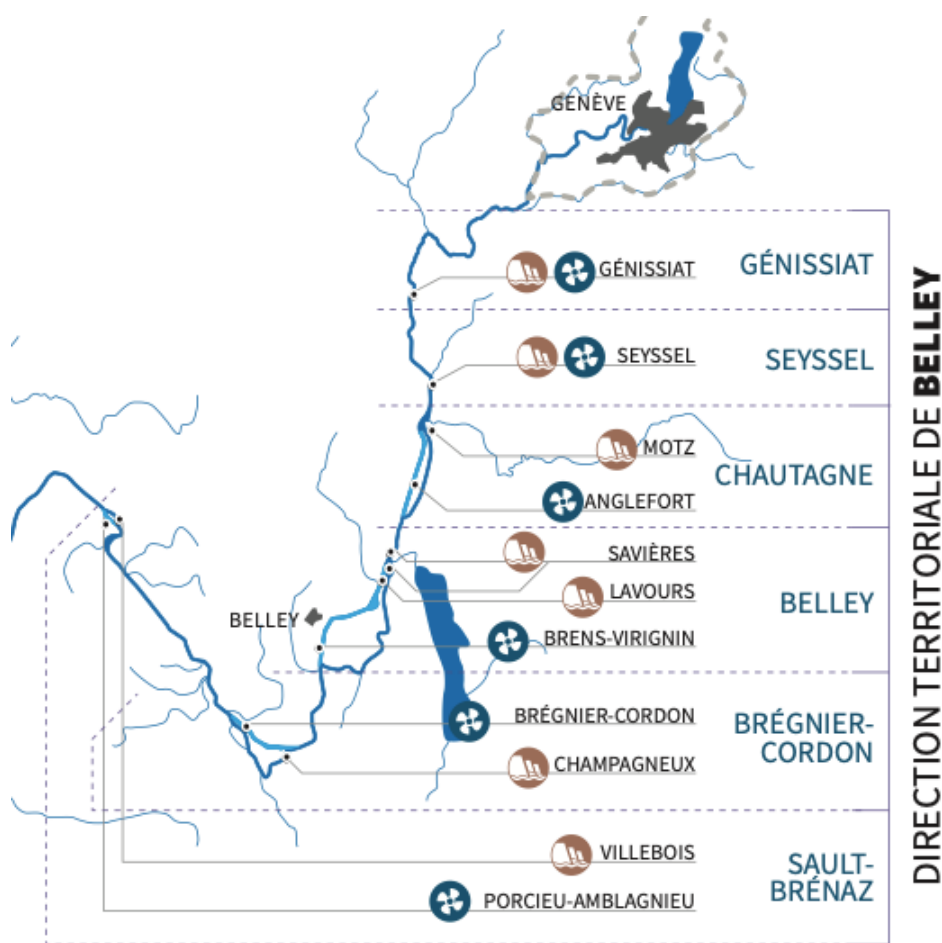 GENÈVE
GÉNISSIAT
GÉNISSIAT
SEYSSEL
SEYSSEL
MOTZ
CHAUTAGNE
ANGLEFORT
SAVIÈRES
LAVOURS
BELLEY
BELLEY
BRENS-VIRIGNIN
BRÉGNIER-CORDON
BRÉGNIER-
CORDON
CHAMPAGNEUX
VILLEBOIS
SAULT-
BRÉNAZ
PORCIEU-AMBLAGNIEU
DIRECTION TERRITORIALE DE BELLEY